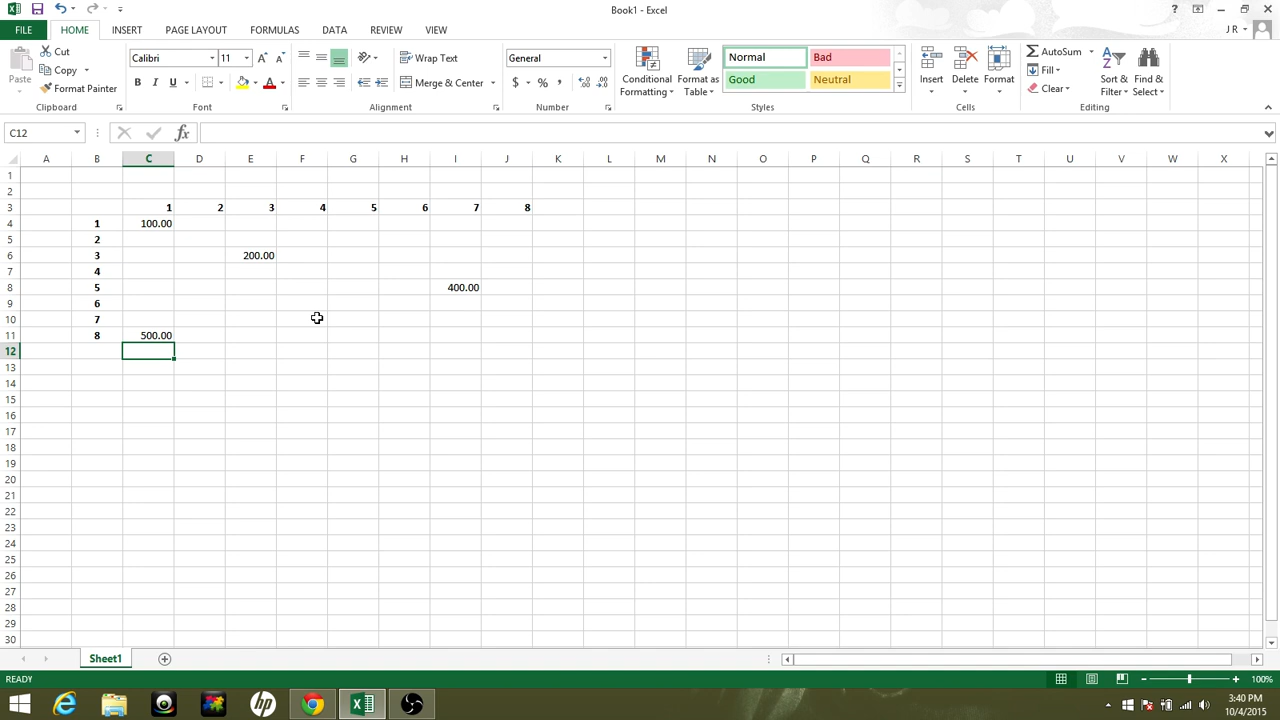 Book1 - Excel
FILE HOME INSERT PAGE LAYOUT FORMULAS DATA REVIEW VIEW J R
Paste
Cut
Copy
Format Painter
Clipboard
Calibri 11
B I U
Font
Wrap Text
Merge & Center
Alignment
General
$ % ,
Number
Conditional Formatting
Format as Table
Normal Bad
Good Neutral
Styles
Insert Delete Format
Cells
AutoSum
Fill
Clear
Sort & Filter
Find & Select
Editing
C12 fx
A B C D E F G H I J K L M N O P Q R S T U V W X
1
2
3 1 2 3 4 5 6 7 8
4 1 100.00
5 2
6 3 200.00
7 4
8 5 400.00
9 6
10 7
11 8 500.00
12
13
14
15
16
17
18
19
20
21
22
23
24
25
26
27
28
29
30
Sheet1
READY 100%
hp
3:40 PM
10/4/2015